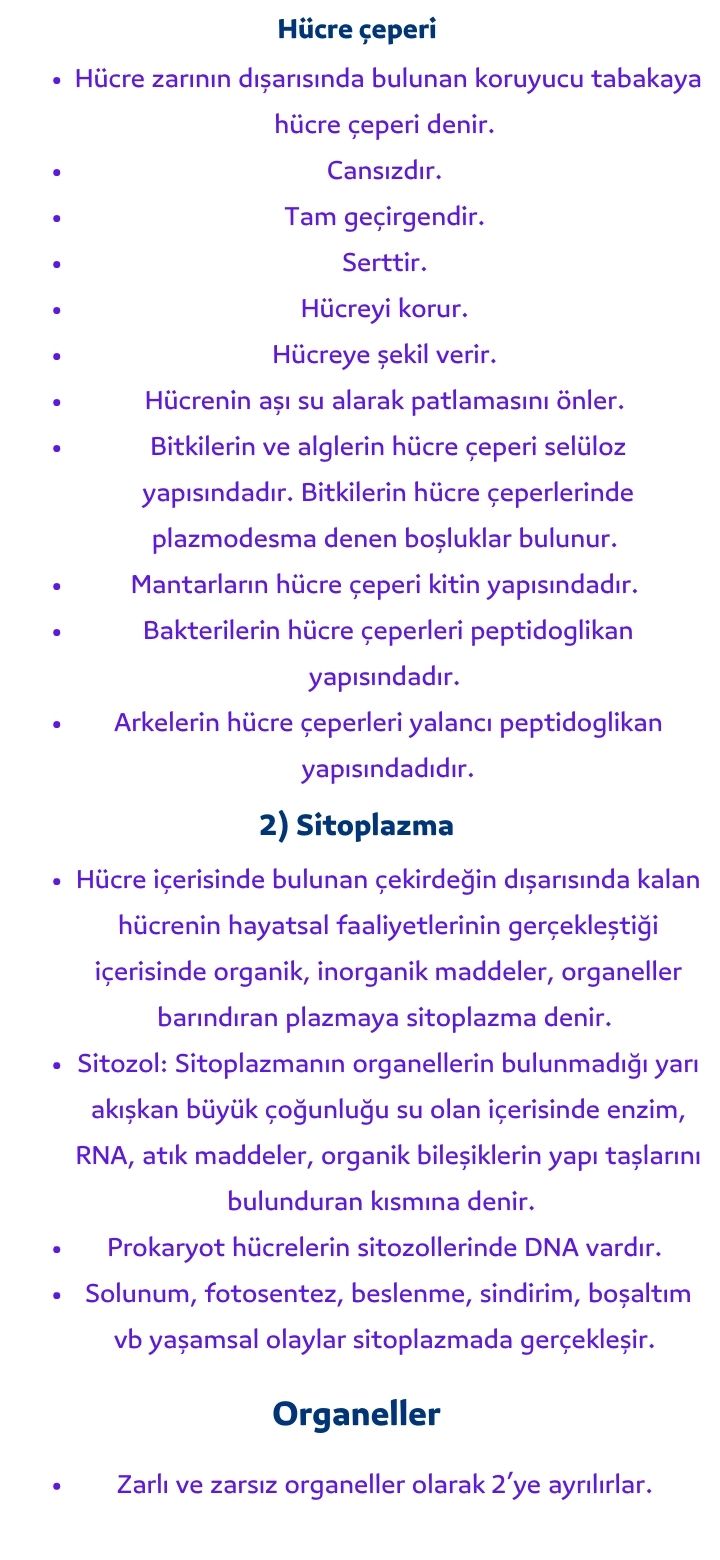 Hücre çeperi
• Hücre zarının dışarısında bulunan koruyucu tabakaya
hücre çeperi denir.
• Cansızdır.
• Tam geçirgendir.
• Serttir.
• Hücreyi korur.
• Hücreye şekil verir.
• Hücrenin aşı su alarak patlamasını önler.
• Bitkilerin ve alglerin hücre çeperi selüloz
yapısındadır. Bitkilerin hücre çeperlerinde
plazmodesma denen boşluklar bulunur.
• Mantarların hücre çeperi kitin yapısındadır.
• Bakterilerin hücre çeperleri peptidoglikan
yapısındadır.
• Arkelerin hücre çeperleri yalancı peptidoglikan
yapısındadıdır.
2) Sitoplazma
• Hücre içerisinde bulunan çekirdeğin dışarısında kalan
hücrenin hayatsal faaliyetlerinin gerçekleştiği
içerisinde organik, inorganik maddeler, organeller
barındıran plazmaya sitoplazma denir.
• Sitozol: Sitoplazmanın organellerin bulunmadığı yarı
akışkan büyük çoğunluğu su olan içerisinde enzim,
RNA, atık maddeler, organik bileşiklerin yapı taşlarını
bulunduran kısmına denir.
• Prokaryot hücrelerin sitozollerinde DNA vardır.
• Solunum, fotosentez, beslenme, sindirim, boşaltım
vb yaşamsal olaylar sitoplazmada gerçekleşir.
Organeller
• Zarlı ve zarsız organeller olarak 2’ye ayrılırlar.